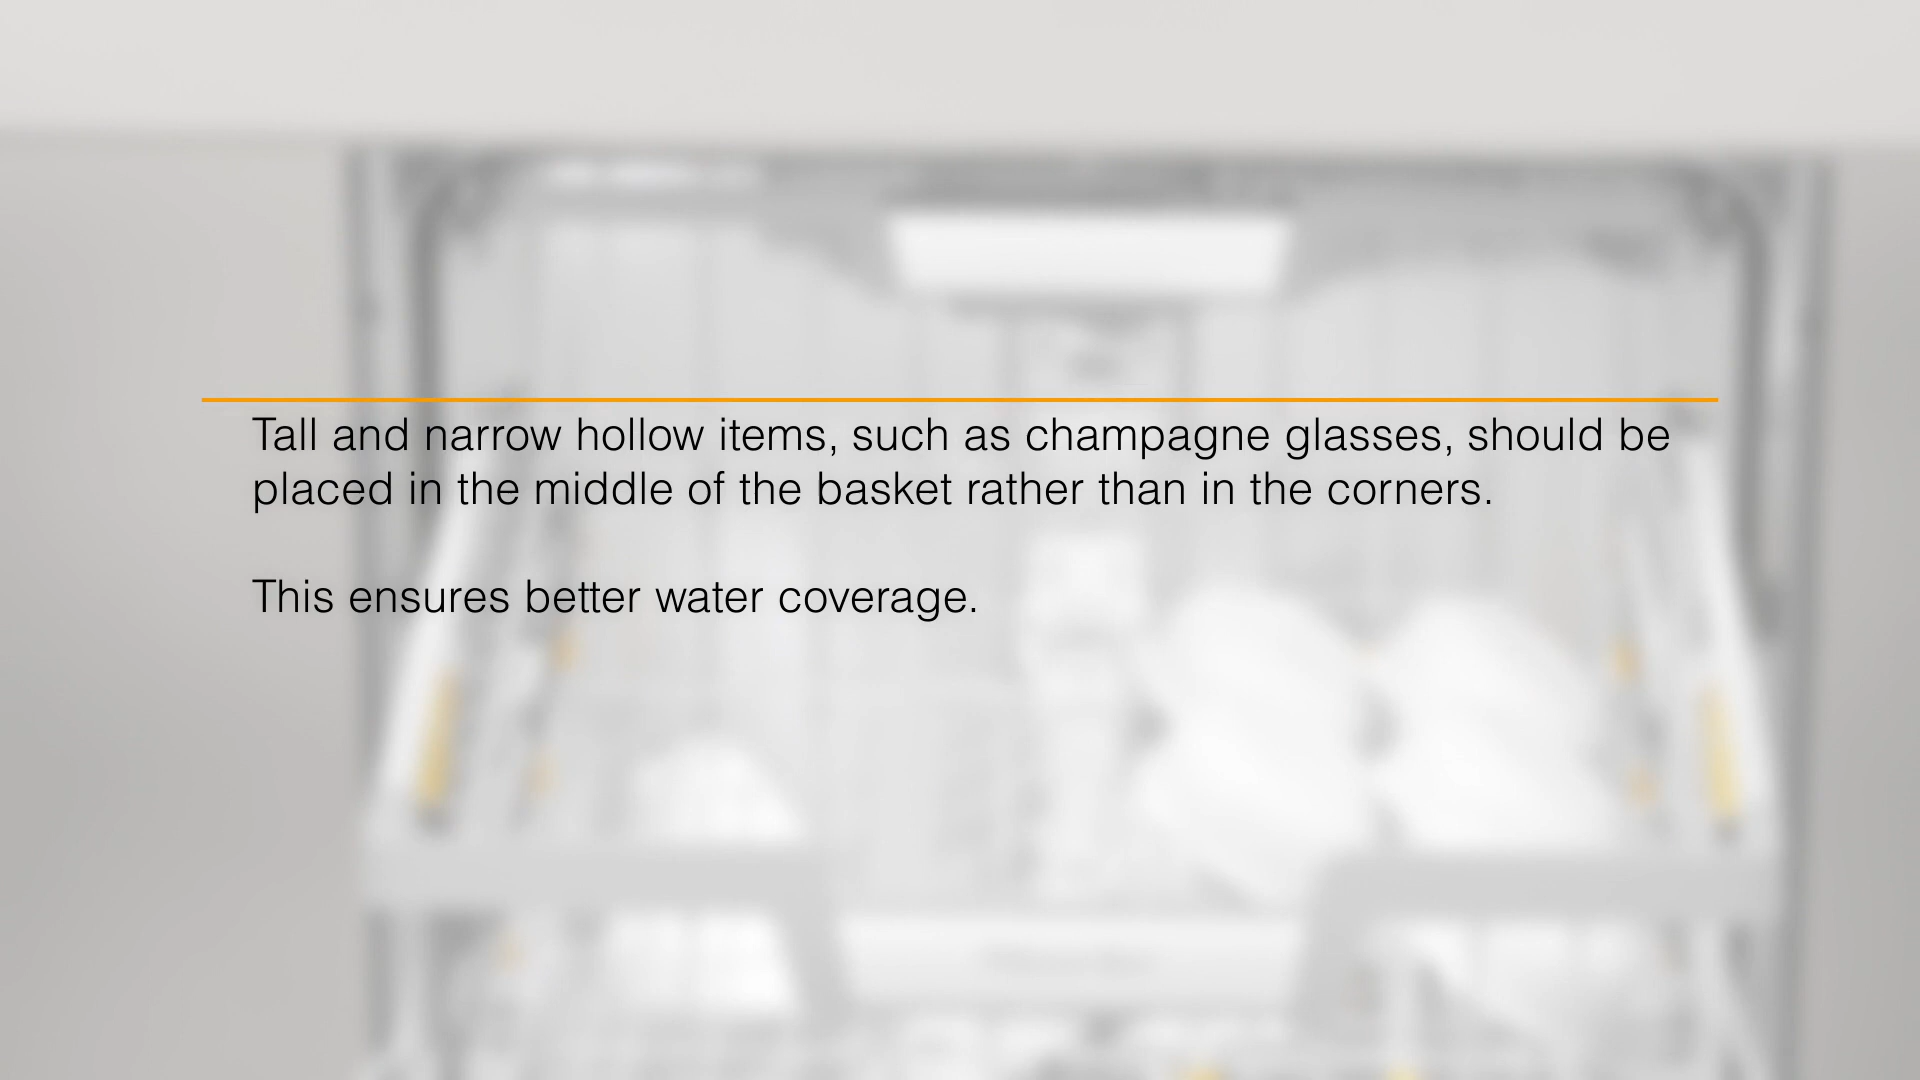 Tall and narrow hollow items, such as champagne glasses, should be
placed in the middle of the basket rather than in the corners.
This ensures better water coverage.